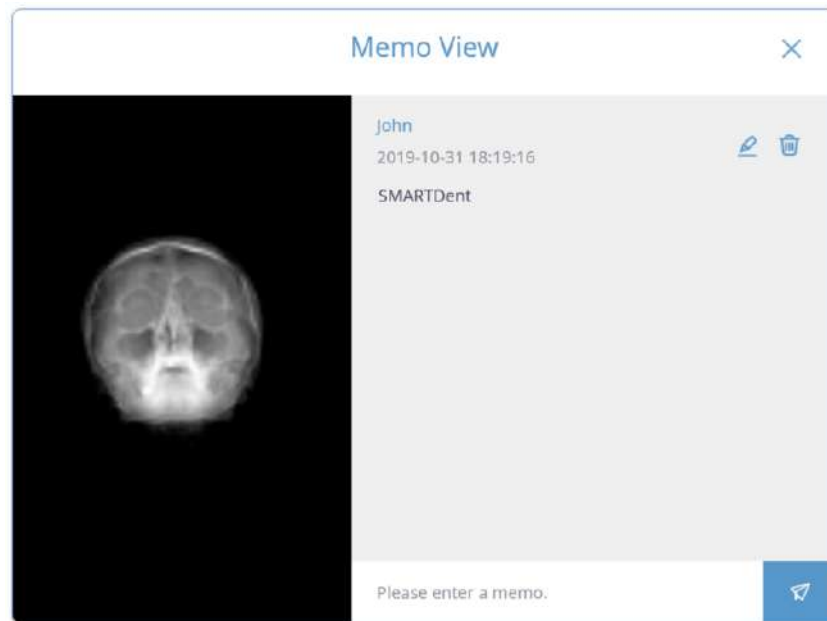 Memo View
John
2019-10-31 18:19:16
SMARTDent
Please enter a memo.